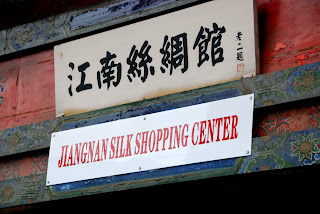 江南絲綢館
JIANGNAN SILK SHOPPING CENTER